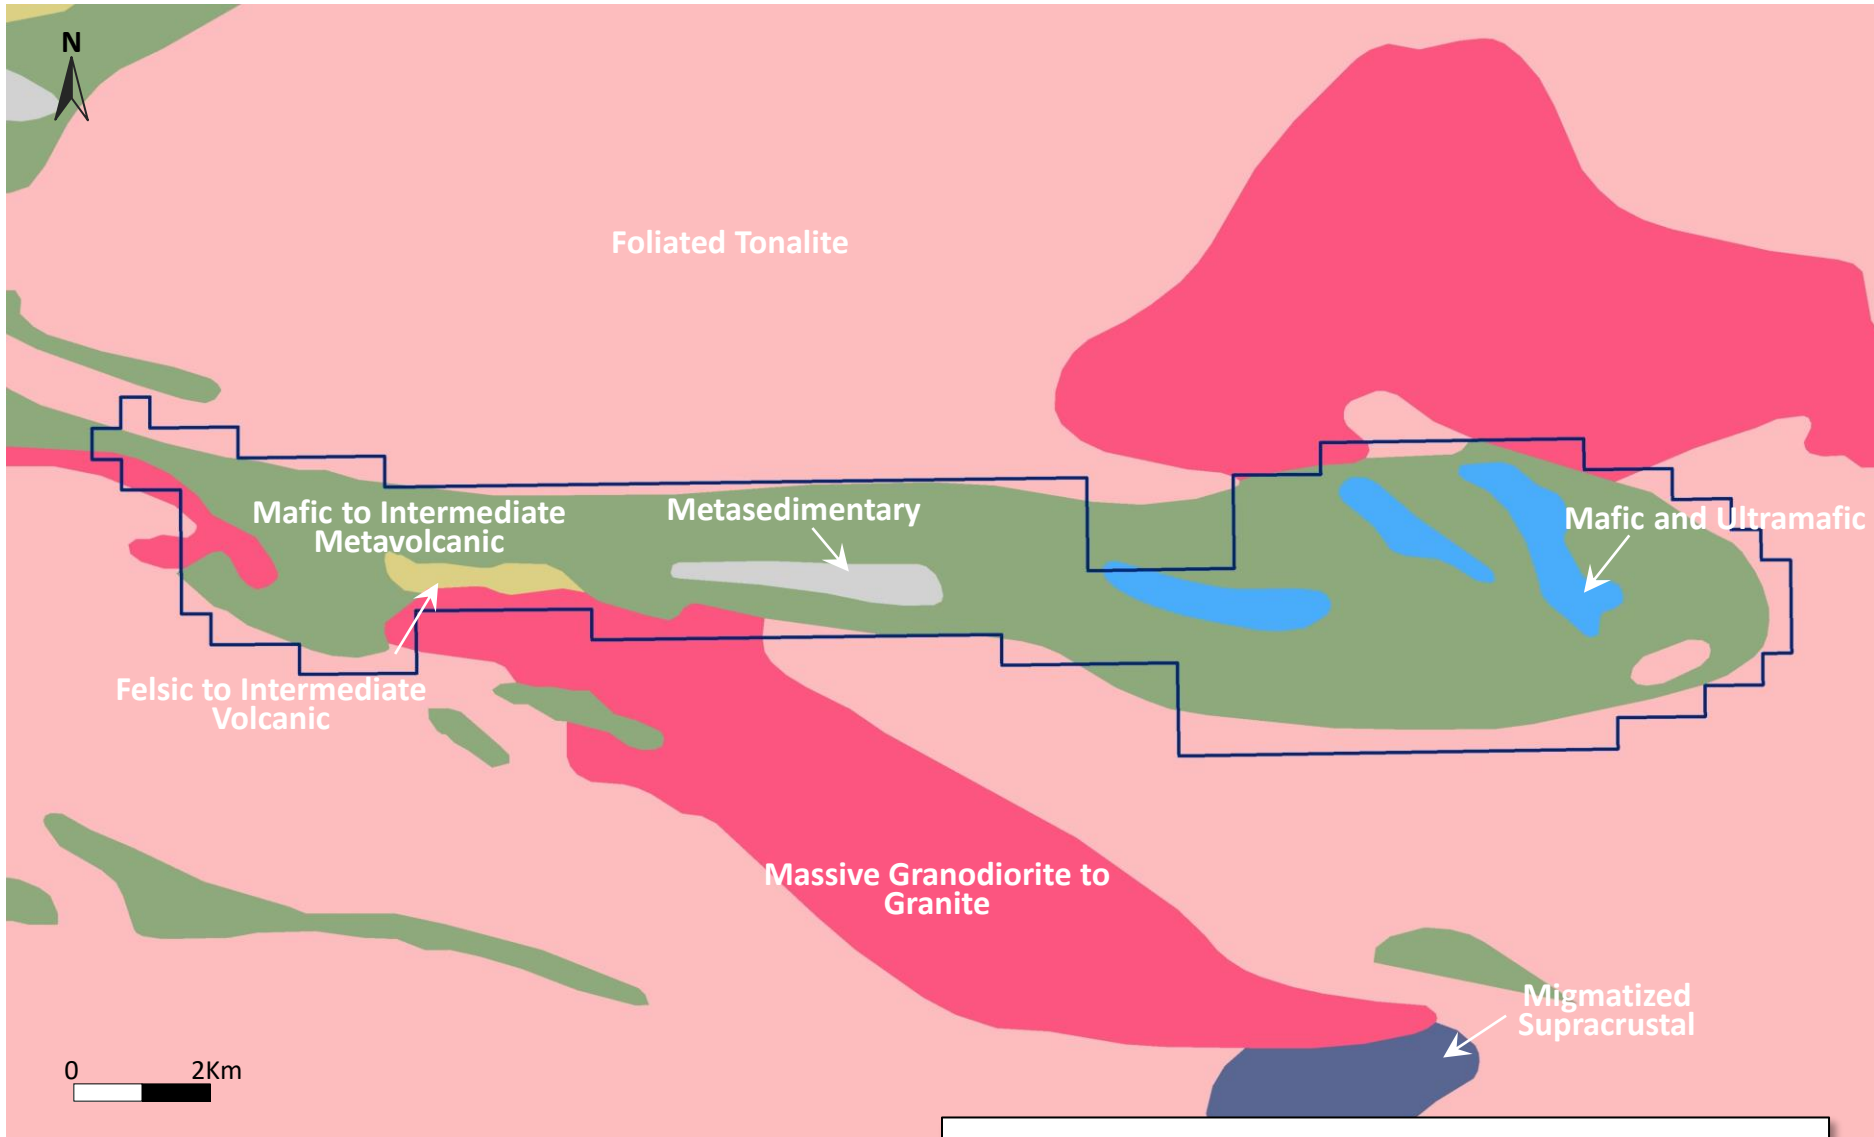 N
Foliated Tonalite
Mafic to Intermediate
Metavolcanic
Metasedimentary
Mafic and Ultramafic
Felsic to Intermediate
Volcanic
Massive Granodiorite to
Granite
Migmatized
Supracrustal
0 2Km